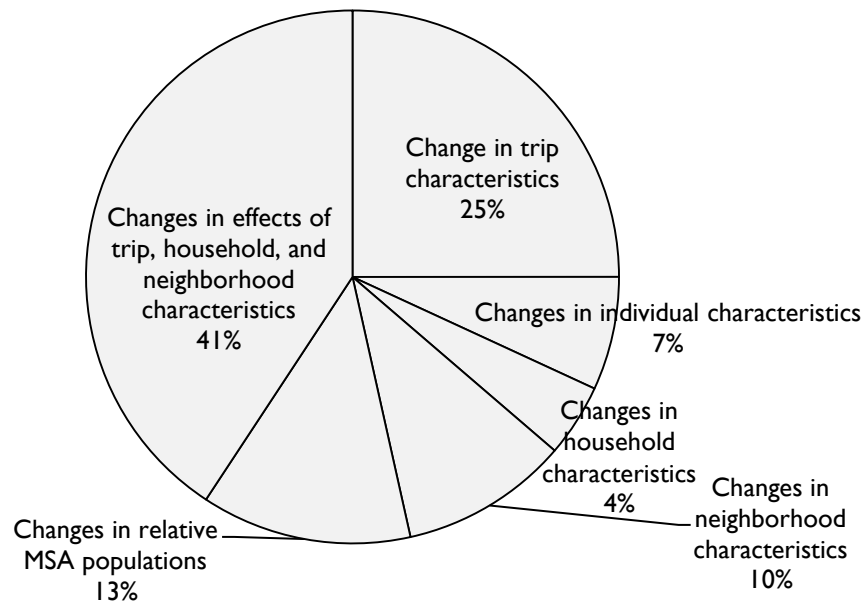 Change in trip
characteristics
25%
Changes in effects of
trip, household, and
neighborhood
characteristics
41%
Changes in individual characteristics
7%
Changes in
household
characteristics
4%
Changes in
neighborhood
characteristics
10%
Changes in relative
MSA populations
13%